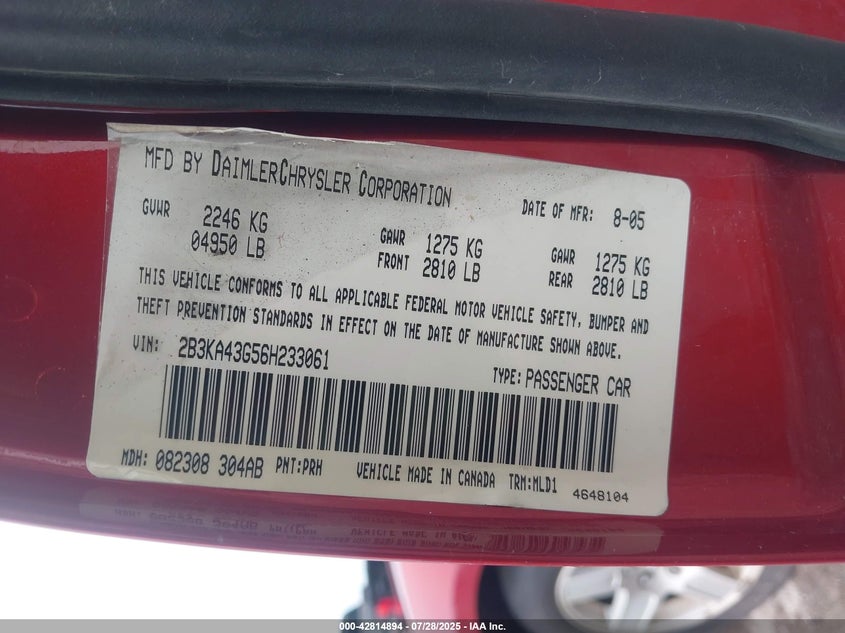 MFD BY DAIMLERCHRYSLER CORPORATION
DATE OF MFR: 8-05
GVWR 2246 KG
04950 LB
GAWR FRONT 1275 KG
2810 LB
GAWR REAR 1275 KG
2810 LB
THIS VEHICLE CONFORMS TO ALL APPLICABLE FEDERAL MOTOR VEHICLE SAFETY, BUMPER AND
THEFT PREVENTION STANDARDS IN EFFECT ON THE DATE OF MANUFACTURE SHOWN ABOVE.
VIN: 2B3KA43G56H233061
TYPE: PASSENGER CAR
MDH: 082308 304AB PNT:PRH VEHICLE MADE IN CANADA TRM:MLD1
4648104
000-42814894 - 07/28/2025 - IAA Inc.